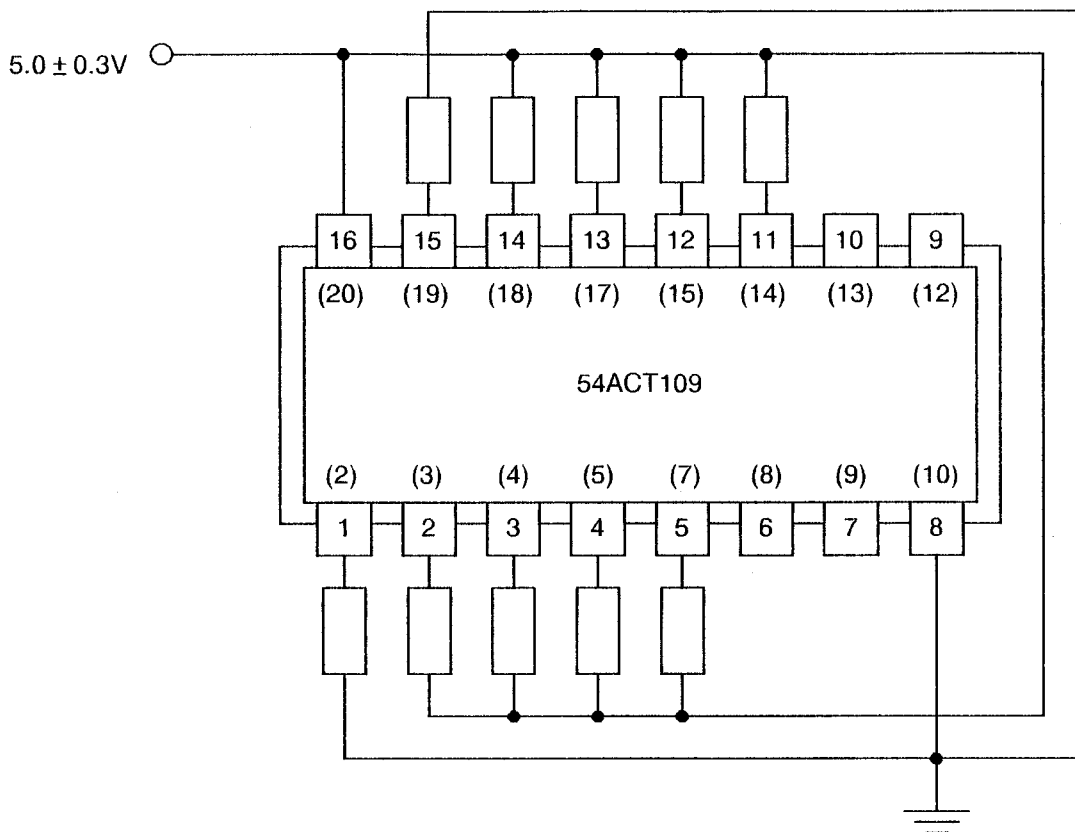 5.0 ± 0.3V
16 15 14 13 12 11 10 9
(20) (19) (18) (17) (15) (14) (13) (12)
54ACT109
(2) (3) (4) (5) (7) (8) (9) (10)
1 2 3 4 5 6 7 8